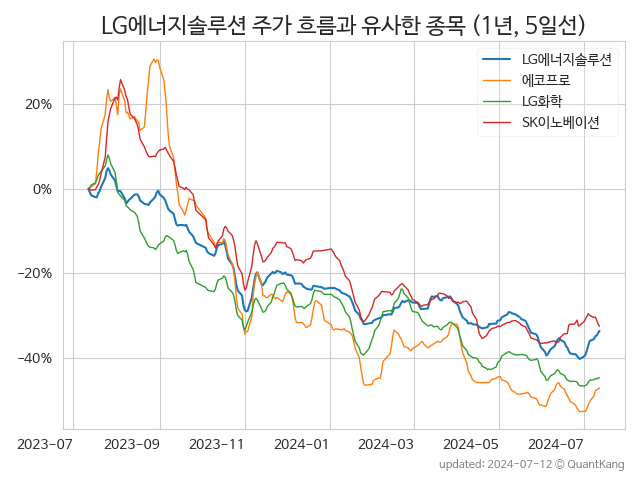 LG에너지솔루션 주가 흐름과 유사한 종목 (1년, 5일선)
LG에너지솔루션
에코프로
LG화학
SK이노베이션
20%
0%
−20%
−40%
2023-07 2023-09 2023-11 2024-01 2024-03 2024-05 2024-07
updated: 2024-07-12 © QuantKang